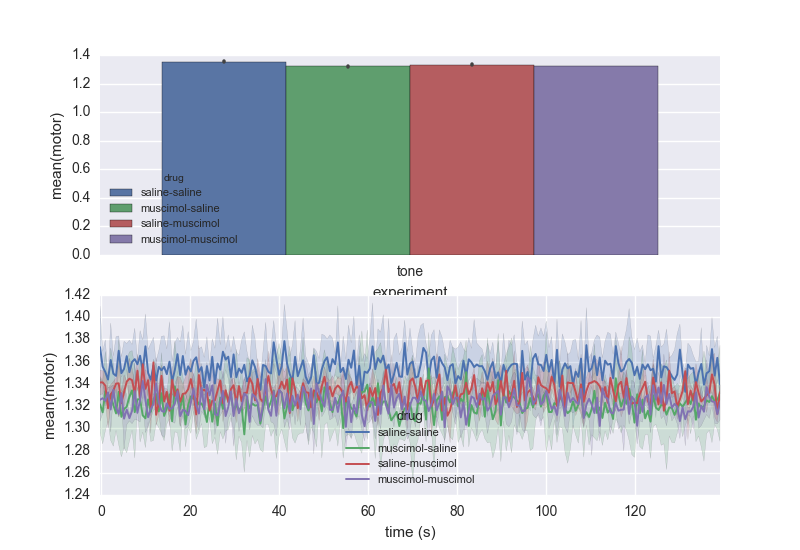 1.4
1.2
1.0
0.8
0.6
0.4
0.2
0.0
mean(motor)
drug
saline-saline
muscimol-saline
saline-muscimol
muscimol-muscimol
tone
experiment
1.42
1.40
1.38
1.36
1.34
1.32
1.30
1.28
1.26
1.24
mean(motor)
drug
saline-saline
muscimol-saline
saline-muscimol
muscimol-muscimol
0 20 40 60 80 100 120
time (s)